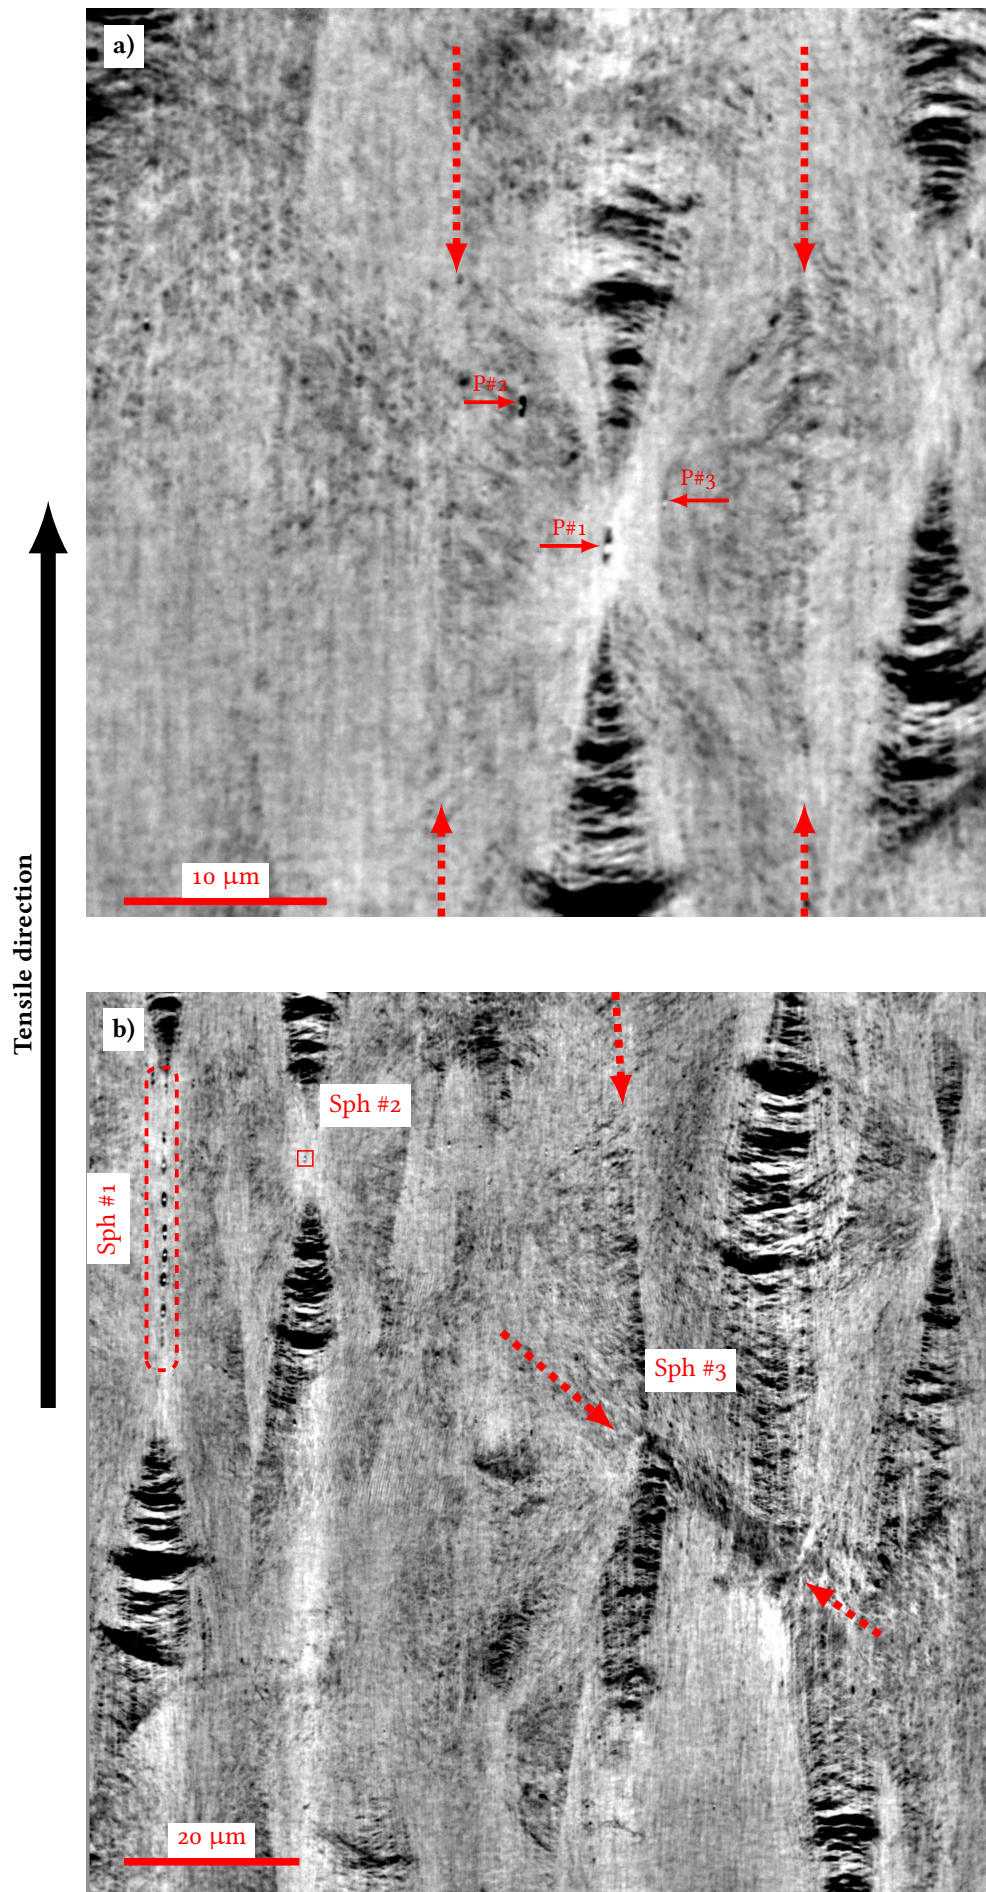 a)
P#2
P#3
P#1
10 µm
Tensile direction
b)
Sph #2
Sph #1
Sph #3
20 µm